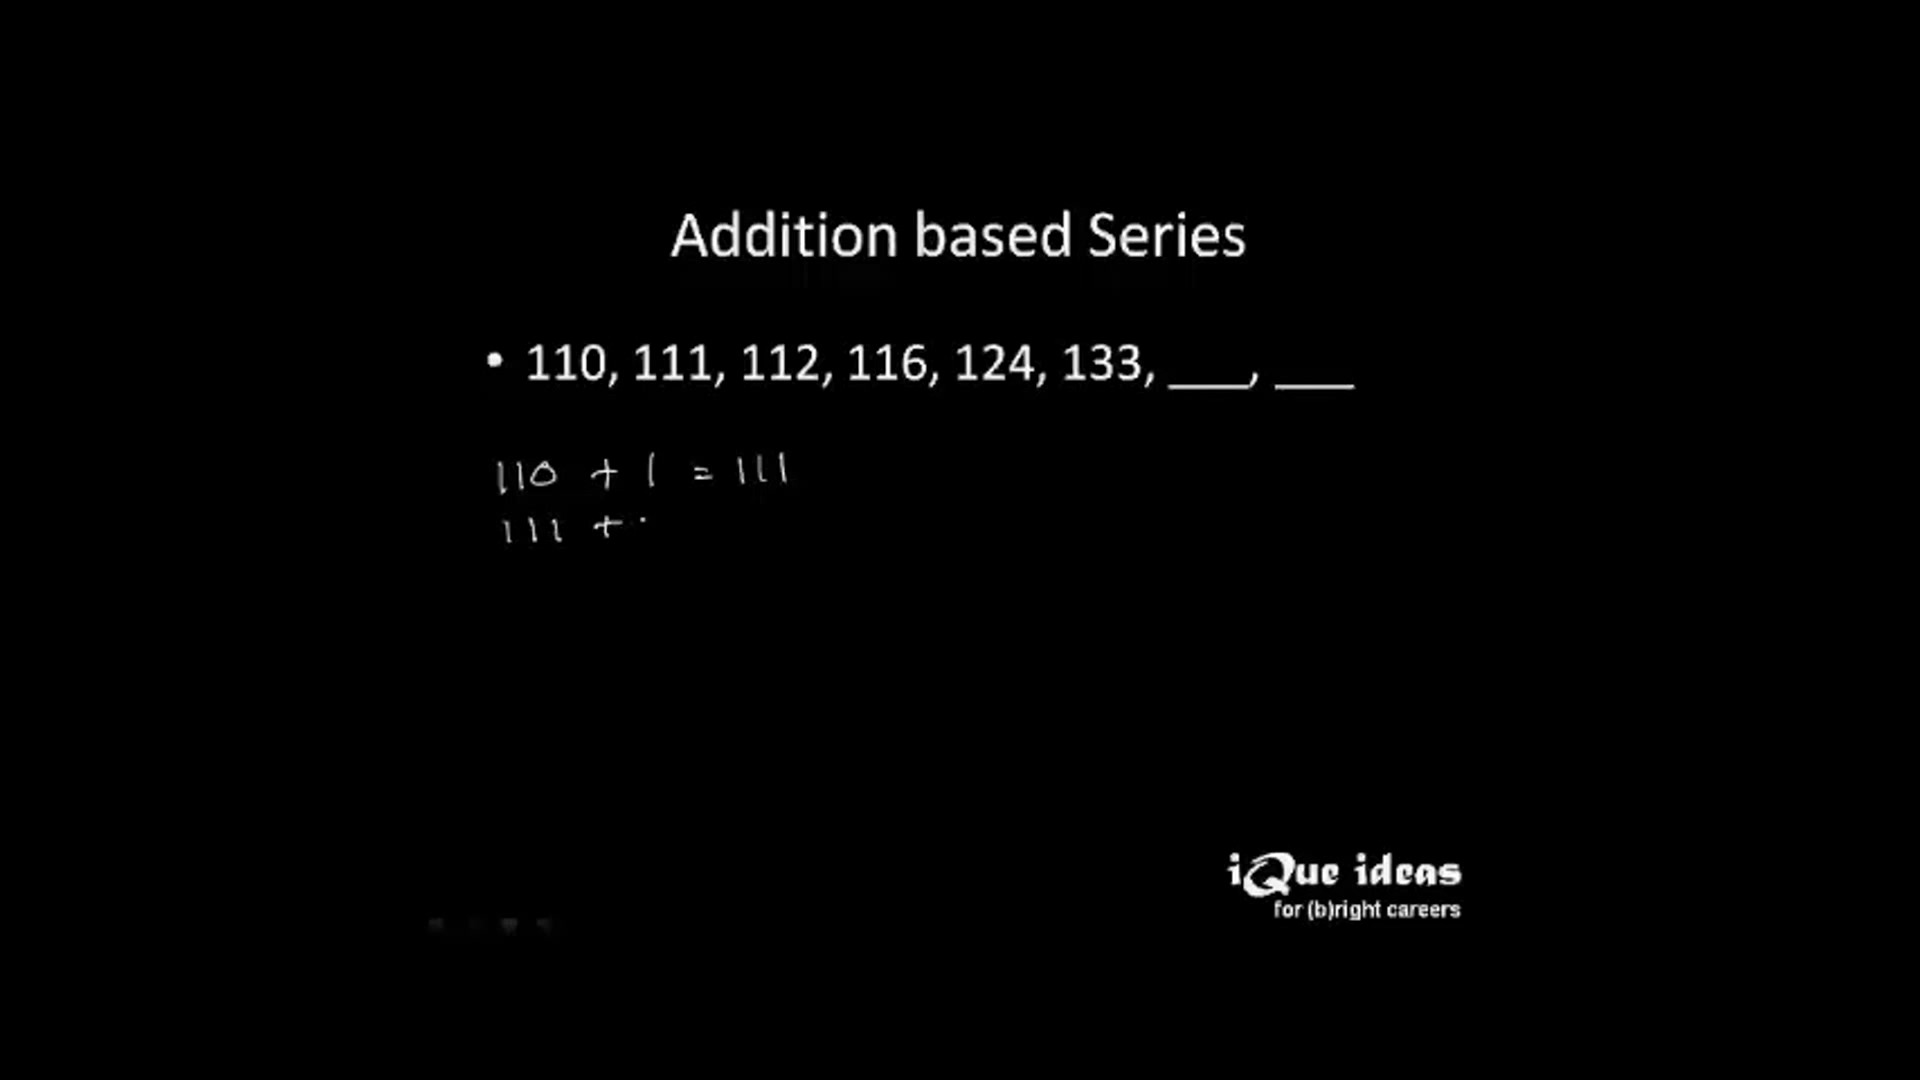 Addition based Series
• 110, 111, 112, 116, 124, 133, ___, ___
110 + 1 = 111
111 +
iQue ideas
for (b)right careers